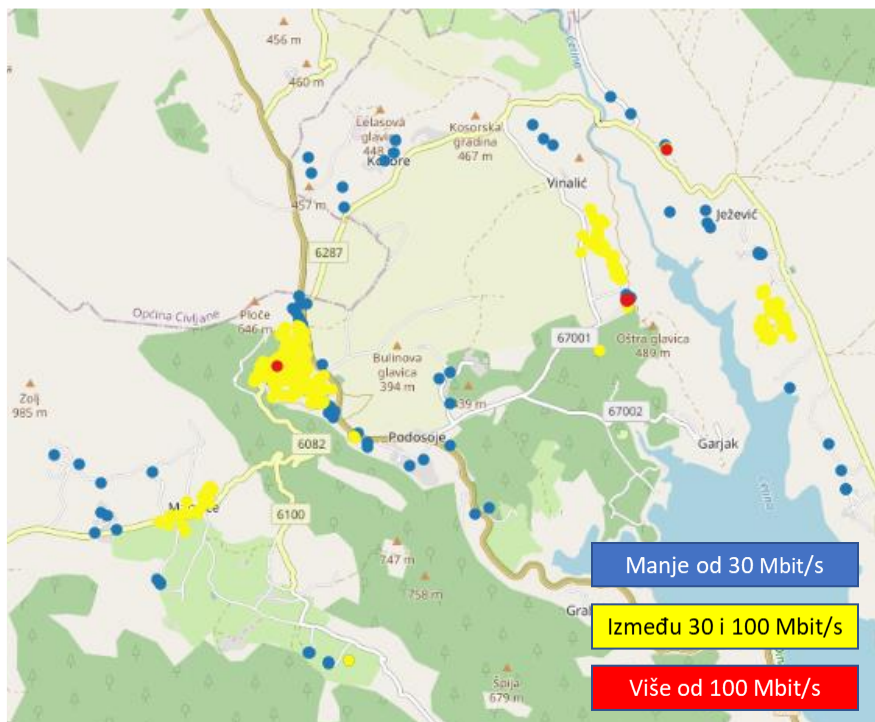 456 m
460 m
Lelasova
glavica
448
Kosorska
gradina
467 m
Cetina
Vinalić
457 m
Ježević
6287
Općina Civljane
Ploče
646 m
67001
Oštra glavica
489 m
Bulinova
glavica
394 m
439 m
Zolj
985 m
67002
6082
Podosoje
Garjak
Cetina
6100
747 m
758 m
Manje od 30 Mbit/s
Između 30 i 100 Mbit/s
Špija
679 m
Više od 100 Mbit/s